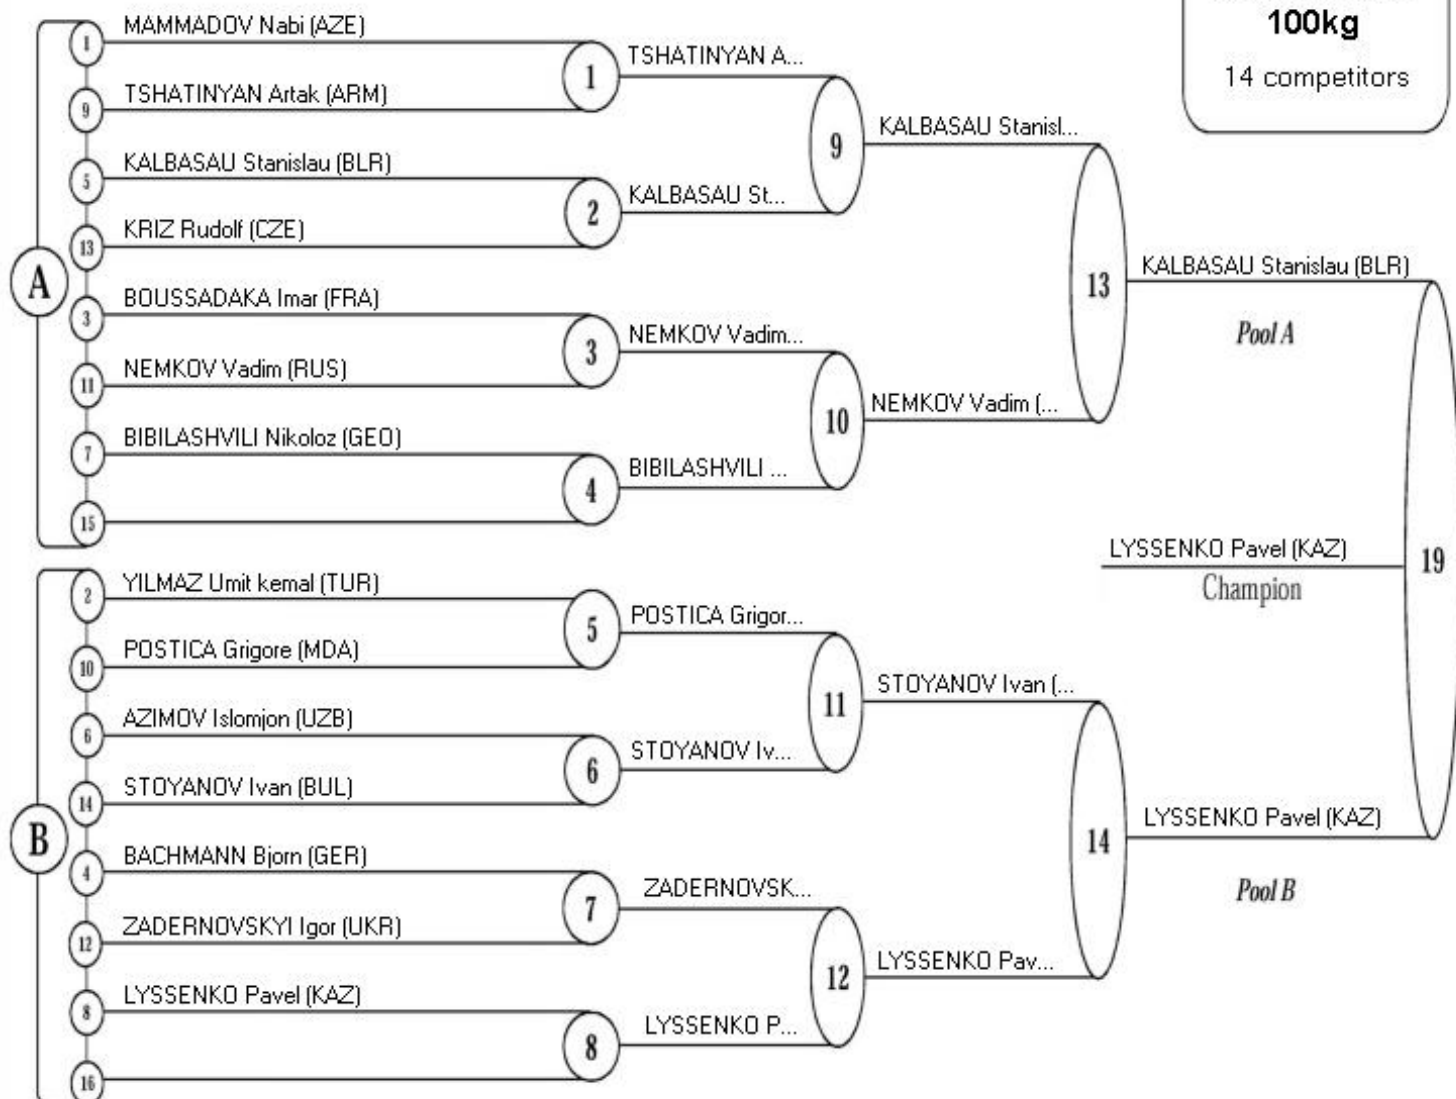 100kg
14 competitors
A
1 MAMMADOV Nabi (AZE)
9 TSHATINYAN Artak (ARM)
5 KALBASAU Stanislau (BLR)
13 KRIZ Rudolf (CZE)
3 BOUSSADAKA Imar (FRA)
11 NEMKOV Vadim (RUS)
7 BIBILASHVILI Nikoloz (GEO)
15
1 TSHATINYAN A...
2 KALBASAU St...
3 NEMKOV Vadim...
4 BIBILASHVILI ...
9 KALBASAU Stanisl...
10 NEMKOV Vadim (...
13 KALBASAU Stanislau (BLR)
Pool A
B
2 YILMAZ Umit kemal (TUR)
10 POSTICA Grigore (MDA)
6 AZIMOV Islomjon (UZB)
14 STOYANOV Ivan (BUL)
4 BACHMANN Bjorn (GER)
12 ZADERNOVSKYI Igor (UKR)
8 LYSSENKO Pavel (KAZ)
16
5 POSTICA Grigor...
6 STOYANOV Iv...
7 ZADERNOVSK...
8 LYSSENKO P...
11 STOYANOV Ivan (...
12 LYSSENKO Pav...
14 LYSSENKO Pavel (KAZ)
Pool B
LYSSENKO Pavel (KAZ)
Champion
19